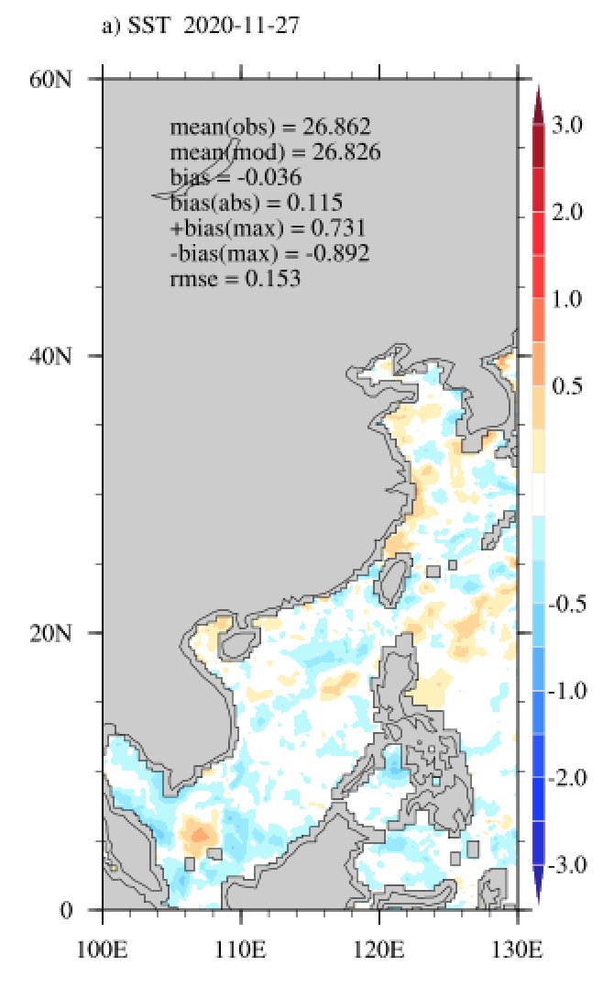 a) SST 2020-11-27
60N
mean(obs) = 26.862
mean(mod) = 26.826
bias = -0.036
bias(abs) = 0.115
+bias(max) = 0.731
-bias(max) = -0.892
rmse = 0.153
3.0
2.0
1.0
40N
0.5
-0.5
20N
-1.0
-2.0
-3.0
0
100E 110E 120E 130E